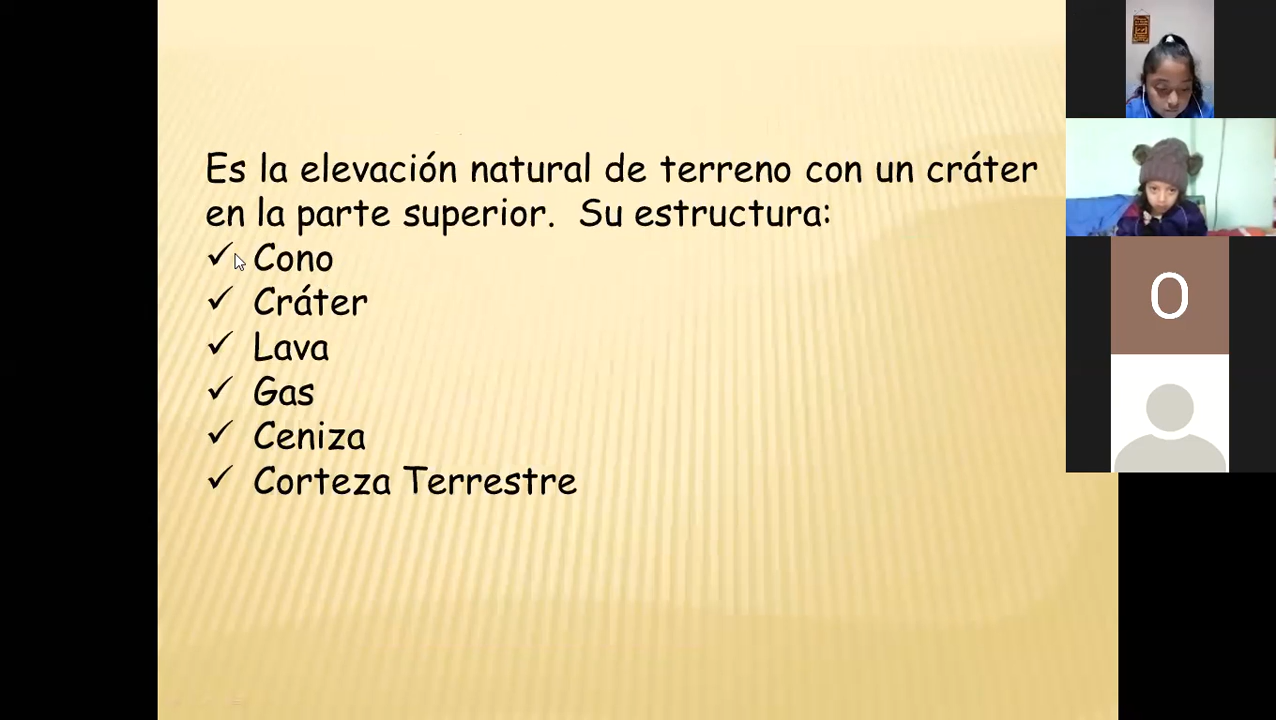 Es la elevación natural de terreno con un cráter
en la parte superior. Su estructura:
✓ Cono
✓ Cráter
✓ Lava
✓ Gas
✓ Ceniza
✓ Corteza Terrestre
O